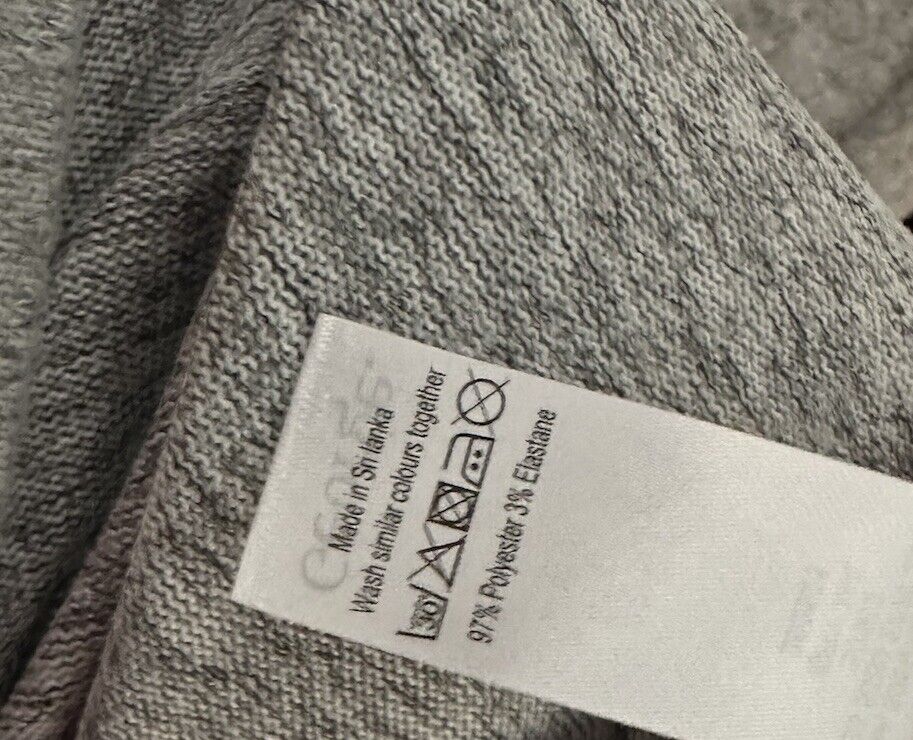 Made in Sri lanka
Wash similar colours together
30
97% Polyester 3% Elastane